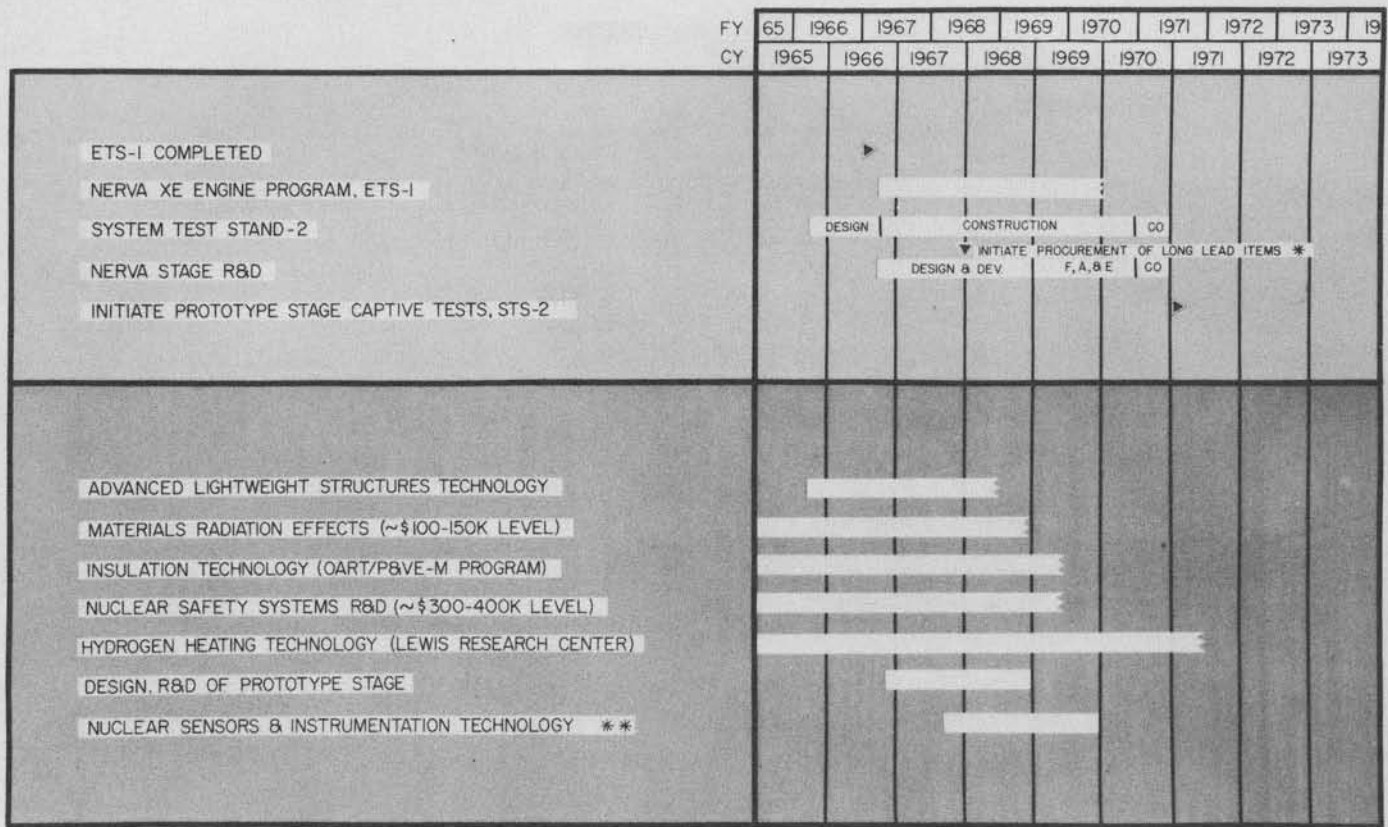 FY 65 1966 1967 1968 1969 1970 1971 1972 1973 19
CY 1965 1966 1967 1968 1969 1970 1971 1972 1973
ETS-1 COMPLETED
NERVA XE ENGINE PROGRAM, ETS-1
SYSTEM TEST STAND-2 DESIGN CONSTRUCTION CO
INITIATE PROCUREMENT OF LONG LEAD ITEMS *
NERVA STAGE R&D DESIGN & DEV. F, A, & E CO
INITIATE PROTOTYPE STAGE CAPTIVE TESTS, STS-2
ADVANCED LIGHTWEIGHT STRUCTURES TECHNOLOGY
MATERIALS RADIATION EFFECTS (~$100-150K LEVEL)
INSULATION TECHNOLOGY (OART/P&VE-M PROGRAM)
NUCLEAR SAFETY SYSTEMS R&D (~$300-400K LEVEL)
HYDROGEN HEATING TECHNOLOGY (LEWIS RESEARCH CENTER)
DESIGN, R&D OF PROTOTYPE STAGE
NUCLEAR SENSORS & INSTRUMENTATION TECHNOLOGY **